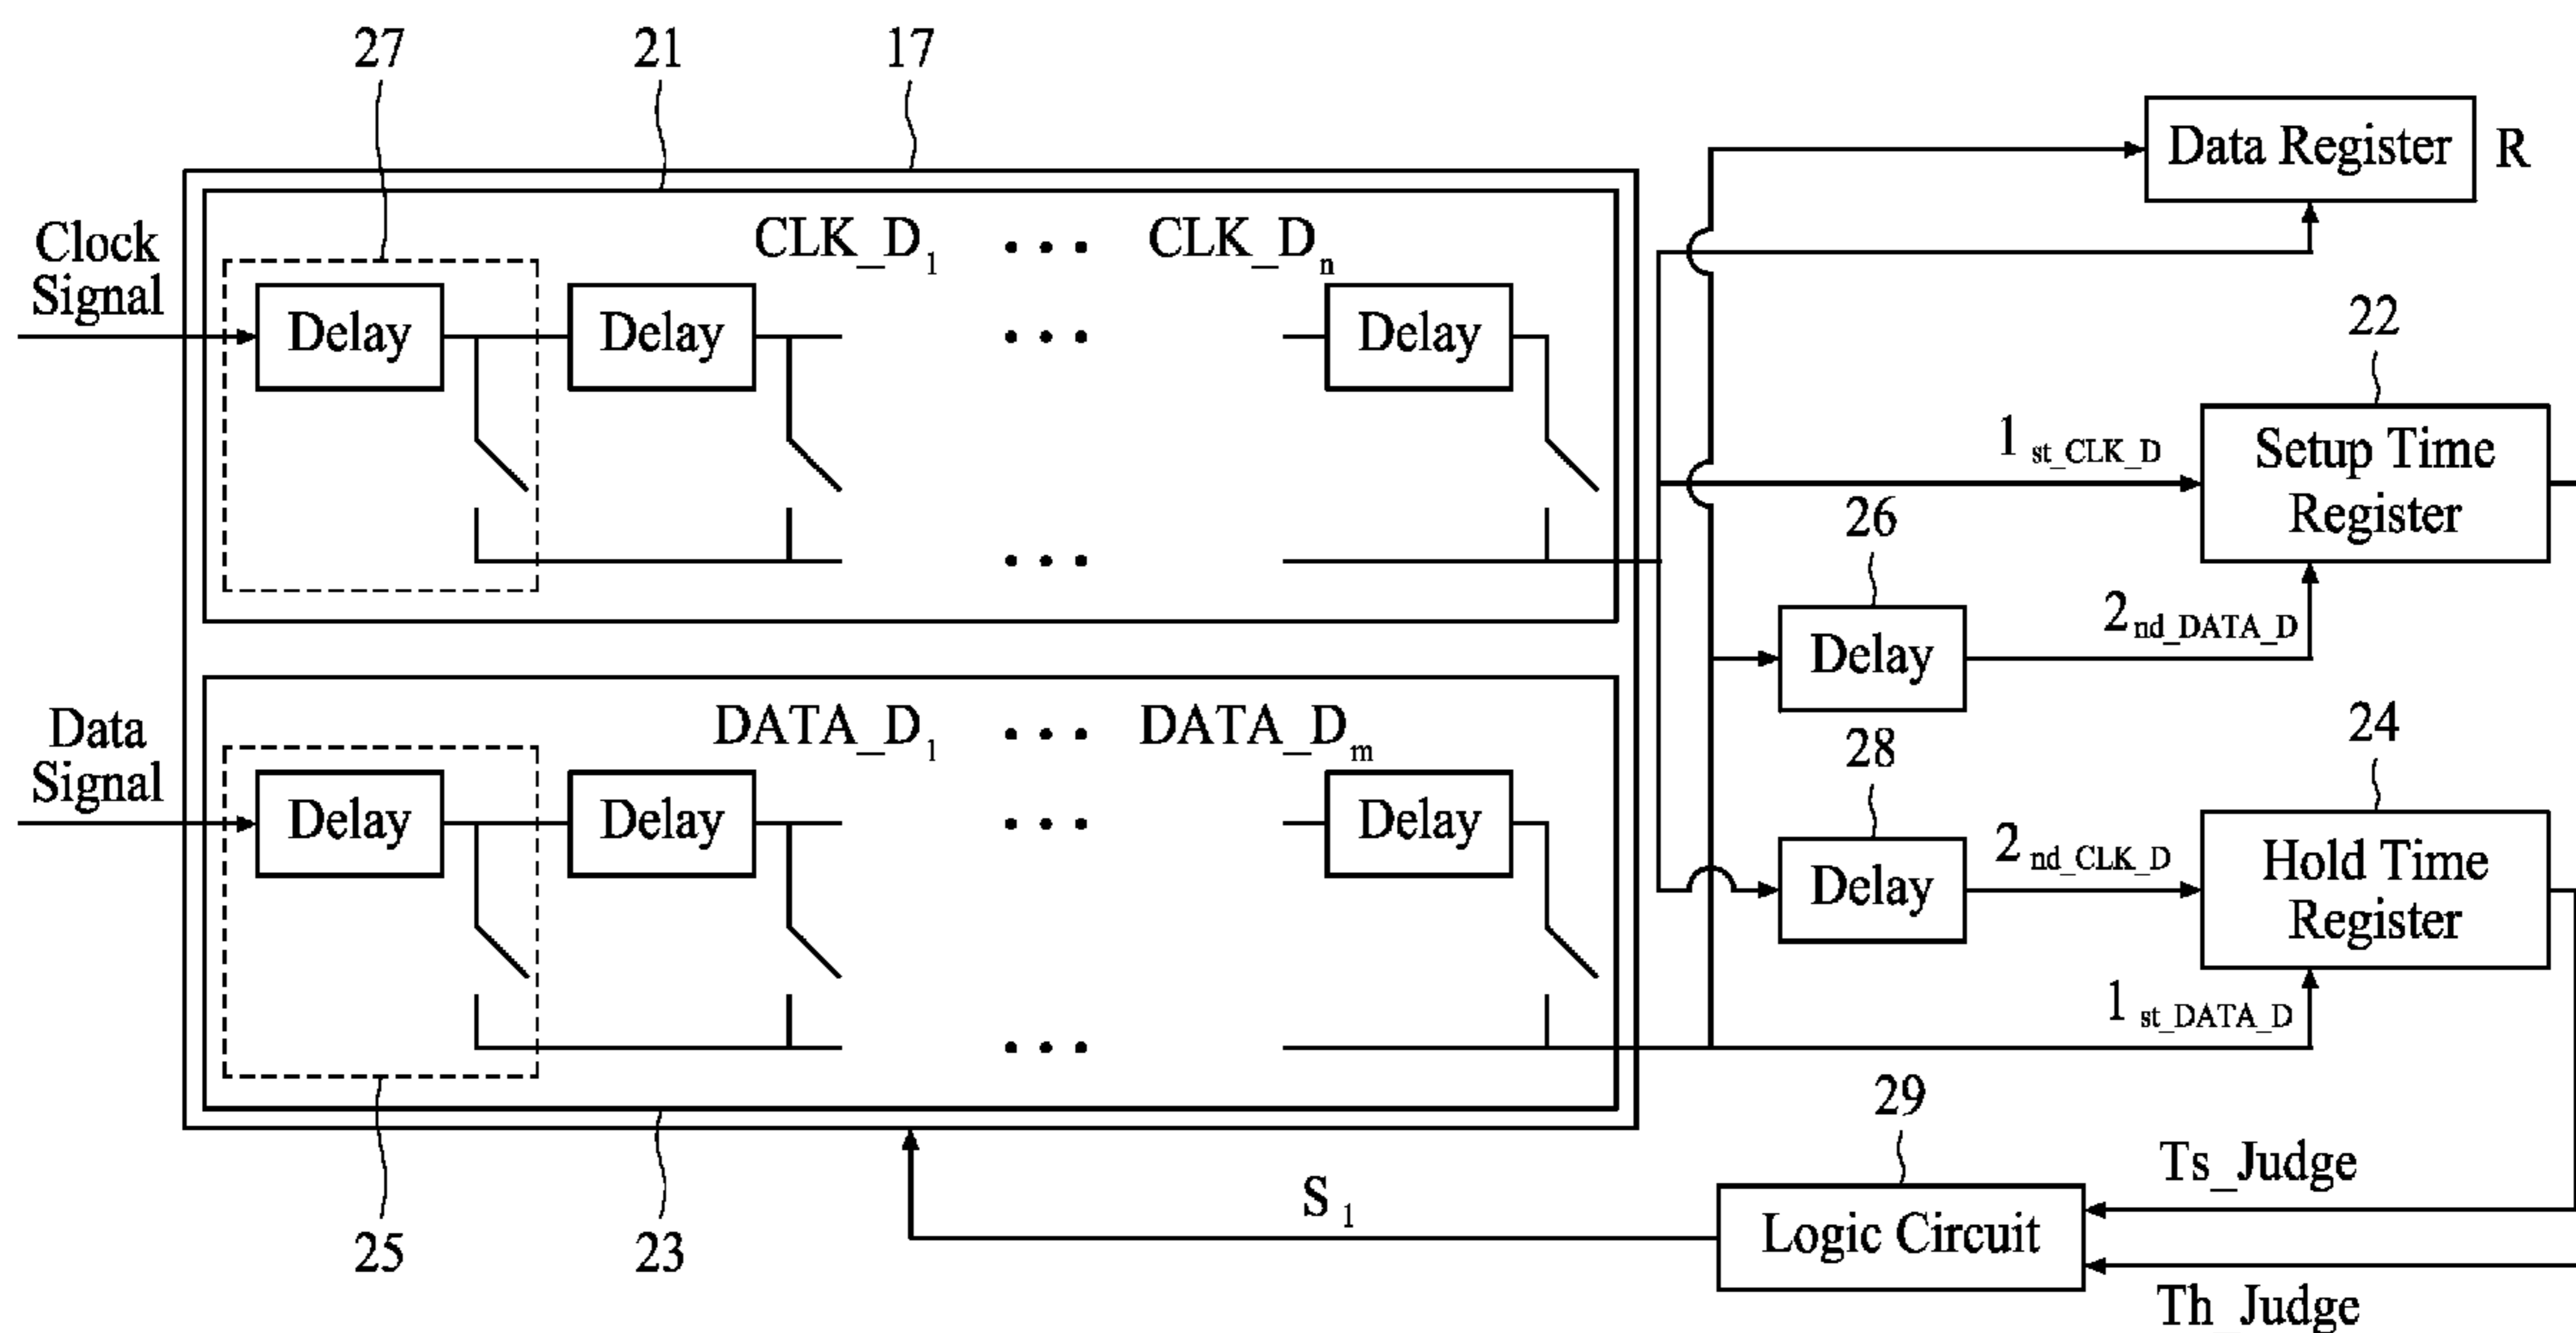 27
21
17
Data Register
R
Clock
Signal
CLK_D1
CLK_Dn
Delay
Delay
Delay
22
1st_CLK_D
Setup Time
Register
26
Delay
2nd_DATA_D
Data
Signal
DATA_D1
DATA_Dm
Delay
Delay
Delay
28
Delay
2nd_CLK_D
24
Hold Time
Register
1st_DATA_D
25
23
S1
29
Logic Circuit
Ts_Judge
Th_Judge